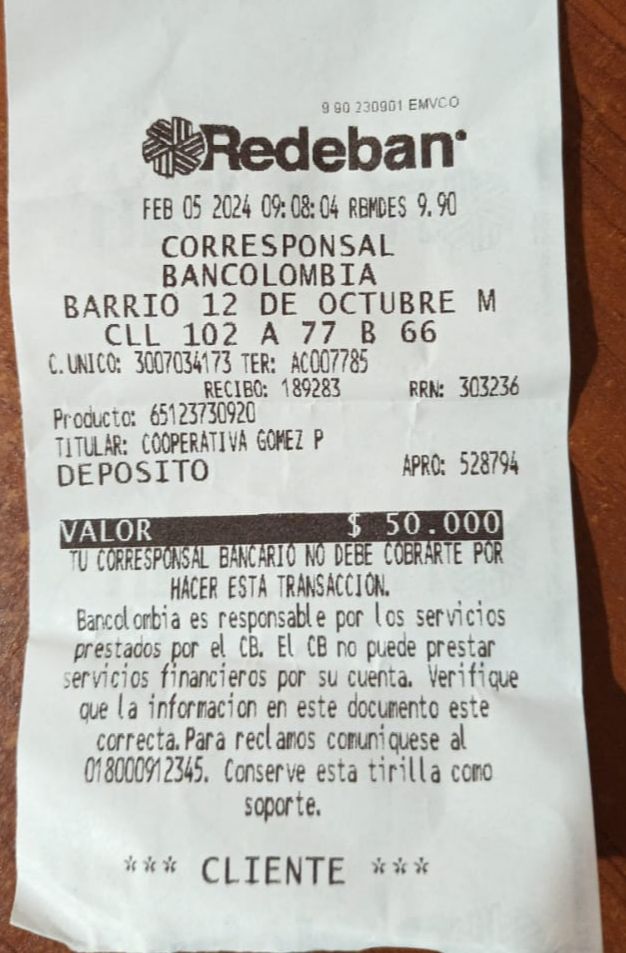 9 90 230901 EMVCO
Redeban
FEB 05 2024 09:08:04 RBMDES 9.90
CORRESPONSAL
BANCOLOMBIA
BARRIO 12 DE OCTUBRE M
CLL 102 A 77 B 66
C.UNICO: 3007034173 TER: AC007785
RECIBO: 189283 RRN: 303236
Producto: 65123730920
TITULAR: COOPERATIVA GOMEZ P
DEPOSITO APRO: 528794
VALOR $ 50.000
TU CORRESPONSAL BANCARIO NO DEBE COBRARTE POR
HACER ESTA TRANSACCION.
Bancolombia es responsable por los servicios
prestados por el CB. El CB no puede prestar
servicios financieros por su cuenta. Verifique
que la informacion en este documento este
correcta.Para reclamos comuniquese al
018000912345. Conserve esta tirilla como
soporte.
*** CLIENTE ***